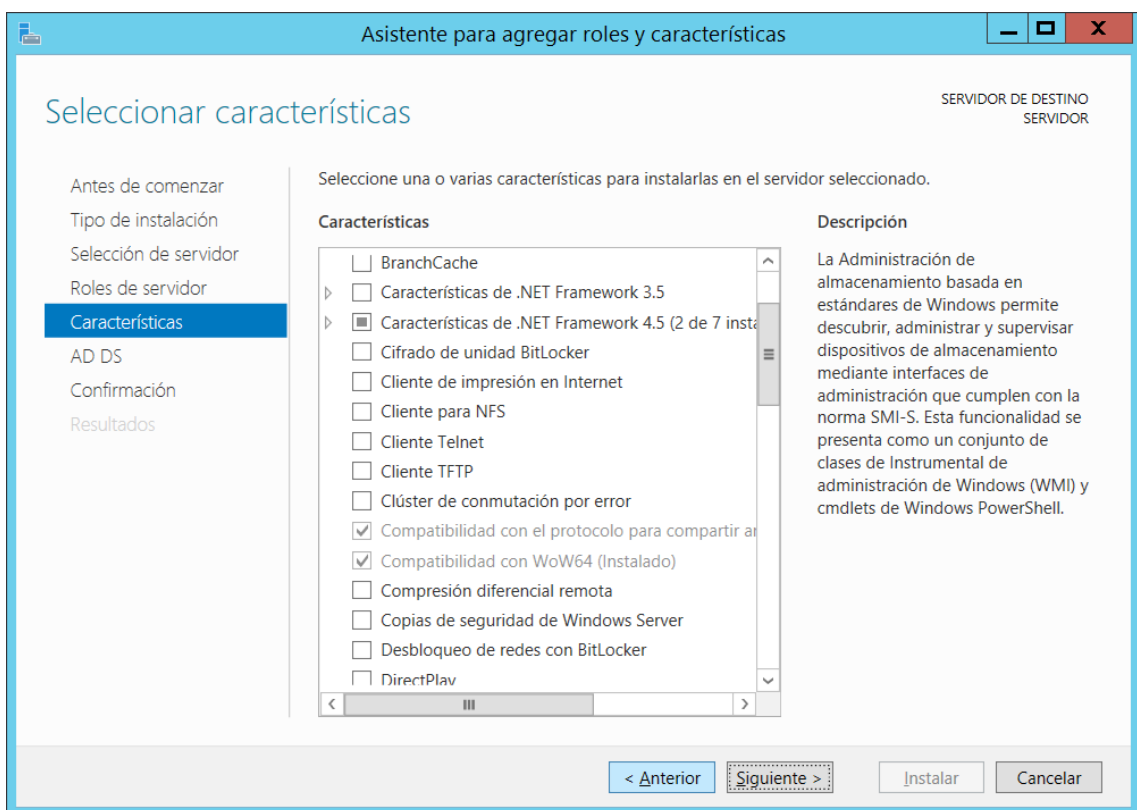 Asistente para agregar roles y características
Seleccionar características
SERVIDOR DE DESTINO
SERVIDOR
Antes de comenzar
Tipo de instalación
Selección de servidor
Roles de servidor
Características
AD DS
Confirmación
Resultados
Seleccione una o varias características para instalarlas en el servidor seleccionado.
Características
BranchCache
Características de .NET Framework 3.5
Características de .NET Framework 4.5 (2 de 7 insta
Cifrado de unidad BitLocker
Cliente de impresión en Internet
Cliente para NFS
Cliente Telnet
Cliente TFTP
Clúster de conmutación por error
Compatibilidad con el protocolo para compartir ar
Compatibilidad con WoW64 (Instalado)
Compresión diferencial remota
Copias de seguridad de Windows Server
Desbloqueo de redes con BitLocker
DirectPlay
Descripción
La Administración de
almacenamiento basada en
estándares de Windows permite
descubrir, administrar y supervisar
dispositivos de almacenamiento
mediante interfaces de
administración que cumplen con la
norma SMI-S. Esta funcionalidad se
presenta como un conjunto de
clases de Instrumental de
administración de Windows (WMI) y
cmdlets de Windows PowerShell.
< Anterior
Siguiente >
Instalar
Cancelar